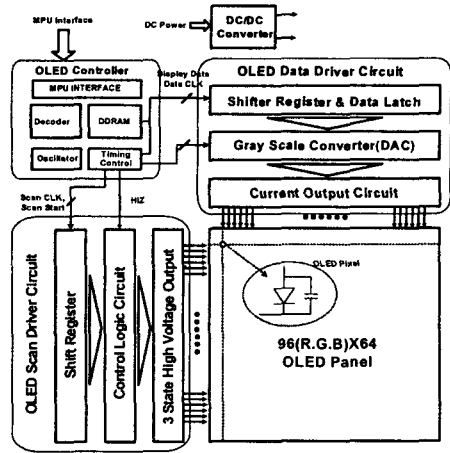 MPU Interface
DC Power
DC/DC
Converter
OLED Controller
MPU INTERFACE
Decoder
DDRAM
Oscillator
Timing
Control
Display Data
Data CLK
OLED Data Driver Circuit
Shifter Register & Data Latch
Gray Scale Converter(DAC)
Current Output Circuit
Scan CLK,
Scan Start
HIZ
OLED Scan Driver Circuit
Shift Register
Control Logic Circuit
3 State High Voltage Output
OLED Pixel
96(R.G.B)X64
OLED Panel